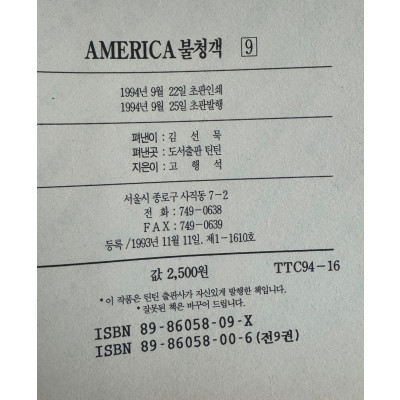 AMERICA 불청객 9
1994년 9월 22일 초판인쇄
1994년 9월 25일 초판발행
펴낸이 : 김 선 묵
펴낸곳 : 도서출판 틴틴
지은이 : 고 행 석
서울시 종로구 사직동 7-2
전 화 : 749-0638
F A X : 749-0639
등록 / 1993년 11월 11일. 제1-1610호
값 2,500원 TTC94-16
* 이 작품은 틴틴 출판사가 자신있게 발행한 책입니다.
* 잘못된 책은 바꾸어 드립니다.
ISBN 89-86058-09-X
ISBN 89-86058-00-6(전9권)